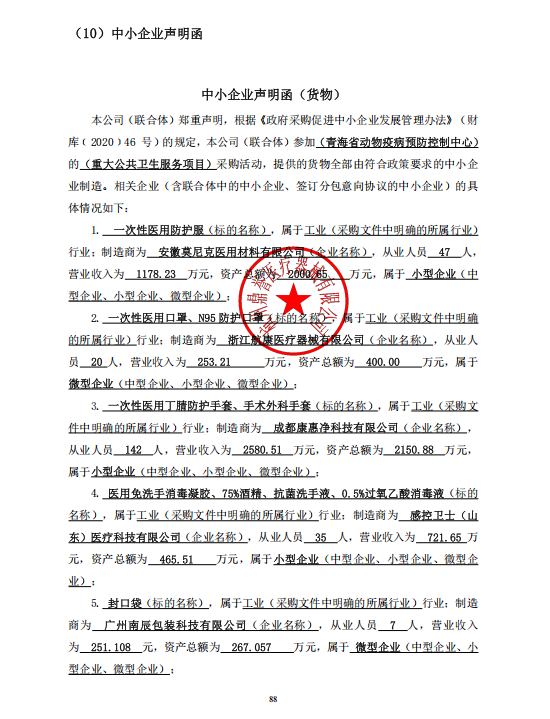 （10）中小企业声明函
中小企业声明函（货物）
本公司（联合体）郑重声明，根据《政府采购促进中小企业发展管理办法》（财
库﹝2020﹞46 号）的规定，本公司（联合体）参加（青海省动物疫病预防控制中心）
的（重大公共卫生服务项目）采购活动，提供的货物全部由符合政策要求的中小企
业制造。相关企业（含联合体中的中小企业、签订分包意向协议的中小企业）的具
体情况如下：
1. 一次性医用防护服（标的名称），属于工业（采购文件中明确的所属行业）
行业；制造商为 安徽莫尼克医用材料有限公司（企业名称），从业人员 47 人，
营业收入为 1178.23 万元，资产总额为 2000.65 万元，属于 小型企业（中
型企业、小型企业、微型企业）；
2. 一次性医用口罩、N95 防护口罩（标的名称），属于工业（采购文件中明确
的所属行业）行业；制造商为 浙江航康医疗器械有限公司（企业名称），从业人
员 20 人，营业收入为 253.21 万元，资产总额为 400.00 万元，属于
微型企业（中型企业、小型企业、微型企业）；
3. 一次性医用丁腈防护手套、手术外科手套（标的名称），属于工业（采购文
件中明确的所属行业）行业；制造商为 成都康惠净科技有限公司（企业名称），
从业人员 142 人，营业收入为 2580.51 万元，资产总额为 2150.88 万元，
属于小型企业（中型企业、小型企业、微型企业）；
4. 医用免洗手消毒凝胶、75%酒精、抗菌洗手液、0.5%过氧乙酸消毒液（标的
名称），属于工业（采购文件中明确的所属行业）行业；制造商为 感控卫士（山
东）医疗科技有限公司（企业名称），从业人员 35 人，营业收入为 721.65 万
元，资产总额为 465.51 万元，属于小型企业（中型企业、小型企业、微型企
业）；
5. 封口袋（标的名称），属于工业（采购文件中明确的所属行业）行业；制造
商为 广州南辰包装科技有限公司（企业名称），从业人员 7 人，营业收入
为 251.108 元，资产总额为 267.057 万元，属于 微型企业（中型企业、小
型企业、微型企业）；
医疗器械有限公司
88